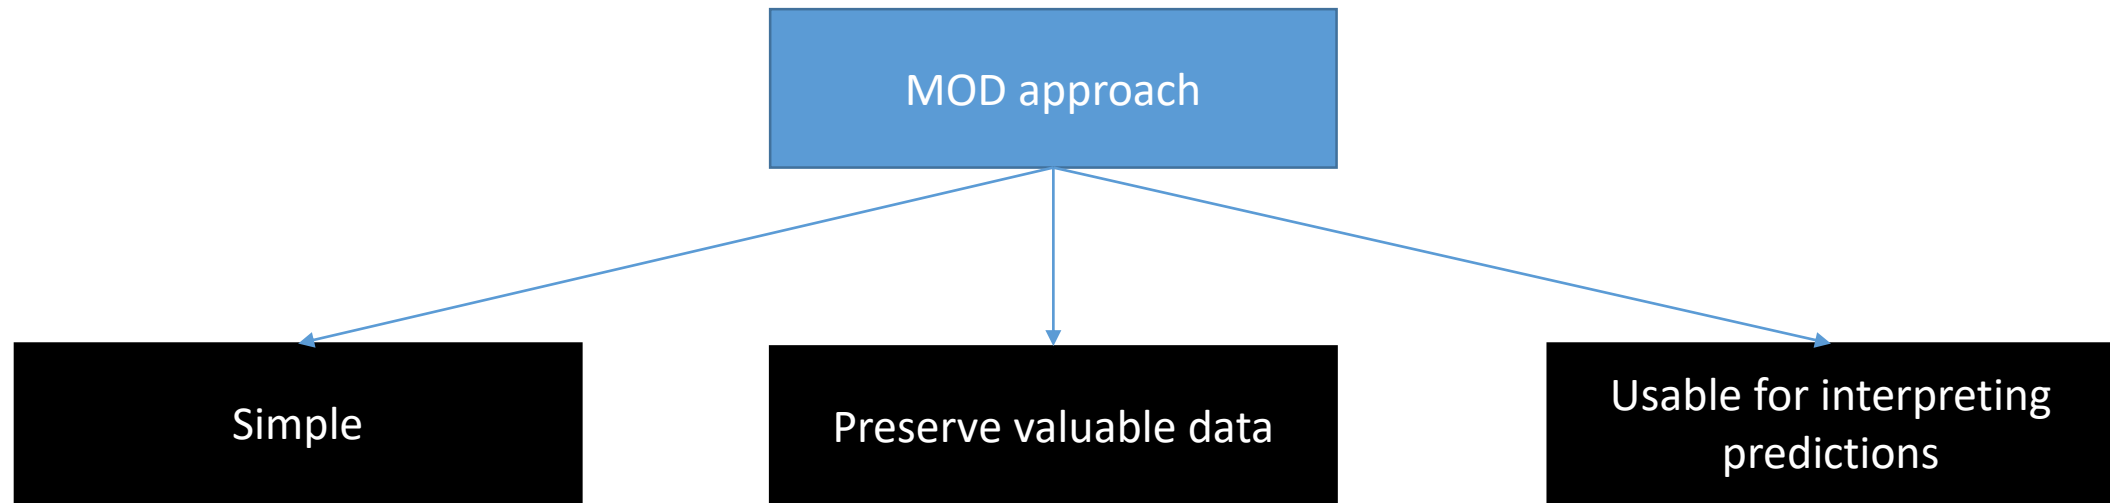 MOD approach
Simple
Preserve valuable data
Usable for interpreting
predictions